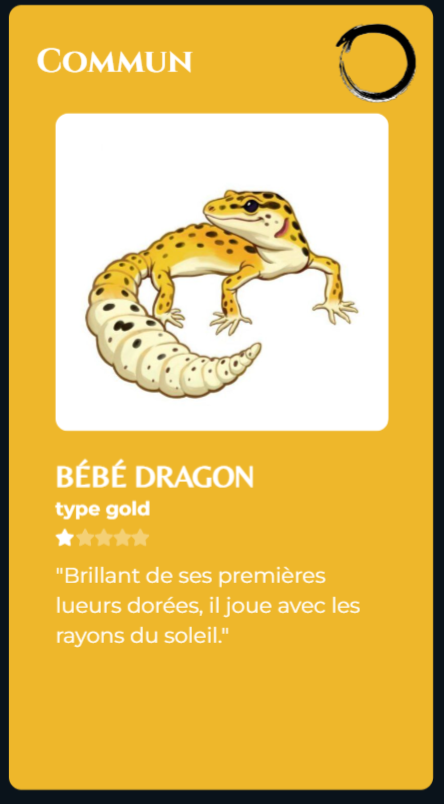 Commun
BÉBÉ DRAGON
type gold
"Brillant de ses premières
lueurs dorées, il joue avec les
rayons du soleil."